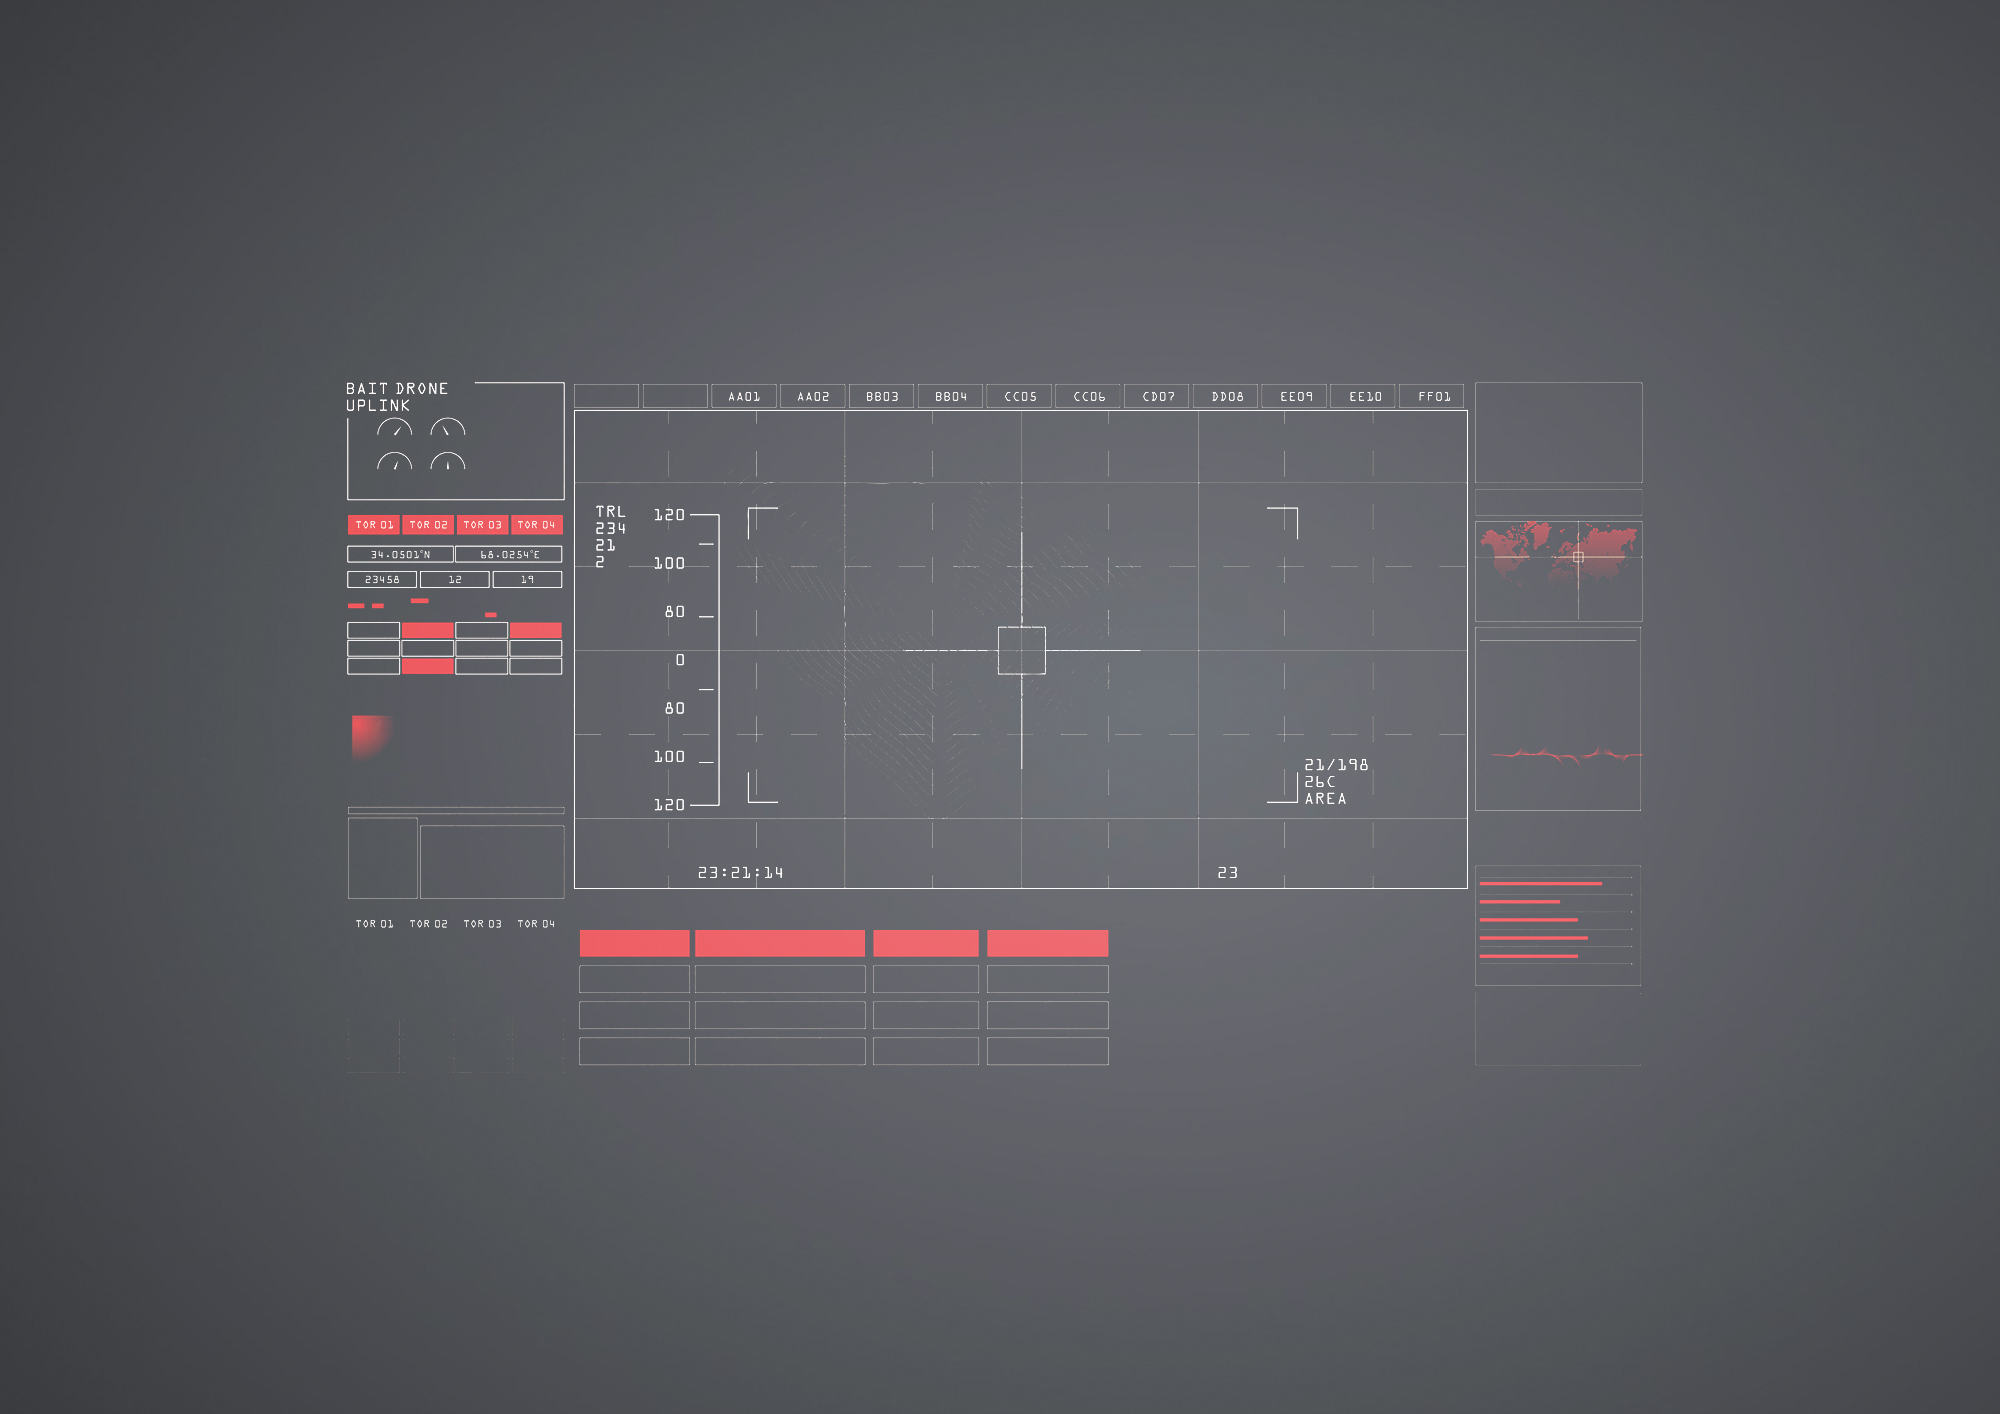 BAIT DRONE
UPLINK
TOR 01 TOR 02 TOR 03 TOR 04
34.0501°N 68.0254°E
23458 12 19
TOR 01 TOR 02 TOR 03 TOR 04
AA01 AA02 BB03 BB04 CC05 CC06 CD07 DD08 EE09 EE10 FF01
TRL
234
21
2
120
100
80
0
80
100
120
21/198
26C
AREA
23:21:14 23